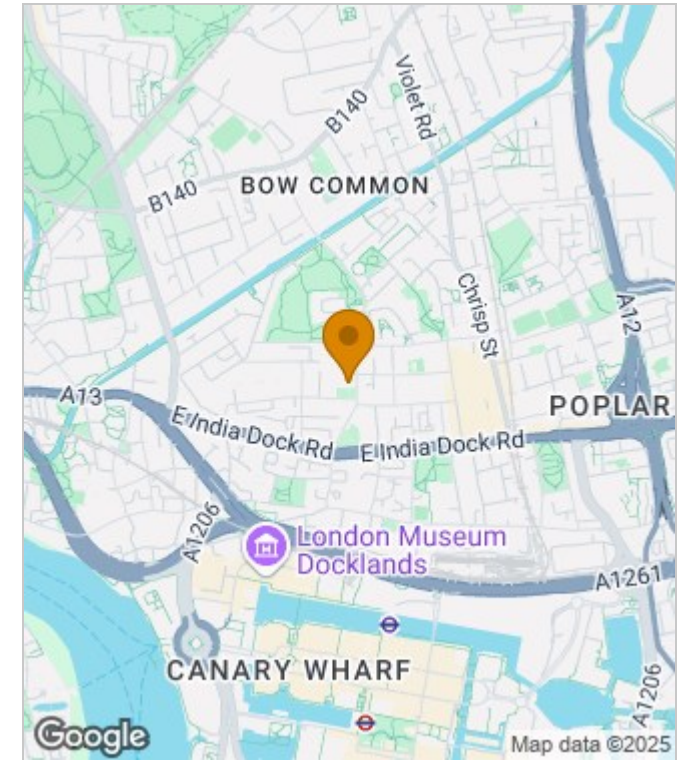 Violet Rd
B140
BOW COMMON
B140
Chrisp St
A12
A13
E India Dock Rd
E India Dock Rd
POPLAR
A1206
London Museum
Docklands
A1261
CANARY WHARF
A1206
Google
Map data ©2025